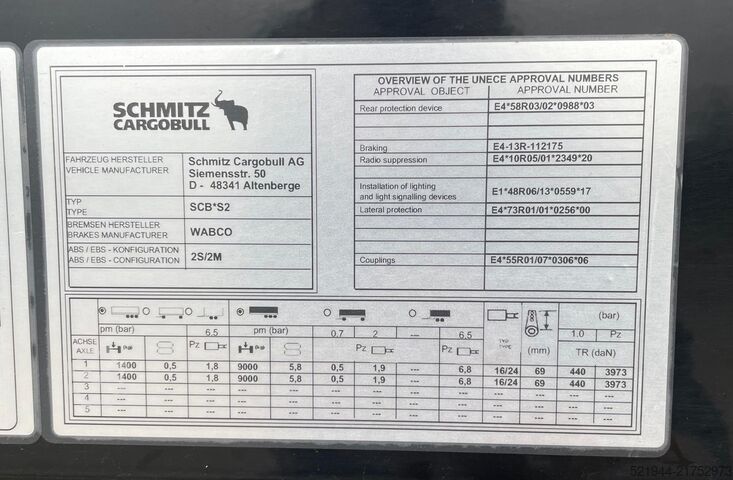 SCHMITZ
CARGOBULL
FAHRZEUG HERSTELLER
VEHICLE MANUFACTURER
Schmitz Cargobull AG
Siemensstr. 50
D - 48341 Altenberge
TYP
TYPE
SCB*S2
BREMSEN HERSTELLER
BRAKES MANUFACTURER
WABCO
ABS / EBS - KONFIGURATION
ABS / EBS - CONFIGURATION
2S/2M
OVERVIEW OF THE UNECE APPROVAL NUMBERS
APPROVAL OBJECT APPROVAL NUMBER
Rear protection device E4*58R03/02*0988*03
Braking E4-13R-112175
Radio suppression E4*10R05/01*2349*20
Installation of lighting
and light signalling devices E1*48R06/13*0559*17
Lateral protection E4*73R01/01*0256*00
Couplings E4*55R01/07*0306*06
(bar)
pm (bar) 6.5 pm (bar) 0.7 2 --- 6.5 1.0 Pz
ACHSE
AXLE
Pz Pz Pz TYP
TYPE (mm) TR (daN)
1 1400 0,5 1,8 9000 5,8 0,5 1,9 --- 6,8 16/24 69 440 3973
2 1400 0,5 1,8 9000 5,8 0,5 1,9 --- 6,8 16/24 69 440 3973
3 --- --- --- --- --- --- --- --- --- --- --- --- ---
4 --- --- --- --- --- --- --- --- --- --- --- --- ---
5 --- --- --- --- --- --- --- --- --- --- --- --- ---
521944-21752973